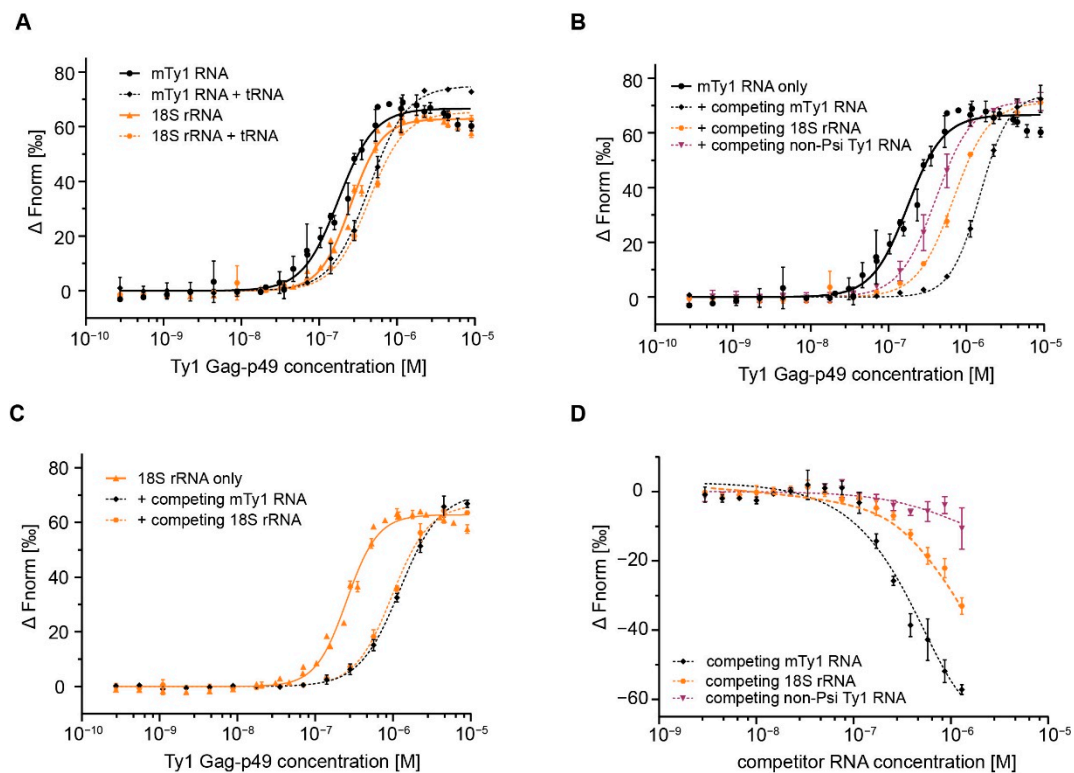 A
80
60
40
20
0
Δ Fnorm [‰]
mTy1 RNA
mTy1 RNA + tRNA
18S rRNA
18S rRNA + tRNA
10⁻¹⁰ 10⁻⁹ 10⁻⁸ 10⁻⁷ 10⁻⁶ 10⁻⁵
Ty1 Gag-p49 concentration [M]
B
80
60
40
20
0
Δ Fnorm [‰]
mTy1 RNA only
+ competing mTy1 RNA
+ competing 18S rRNA
+ competing non-Psi Ty1 RNA
10⁻¹⁰ 10⁻⁹ 10⁻⁸ 10⁻⁷ 10⁻⁶ 10⁻⁵
Ty1 Gag-p49 concentration [M]
C
80
60
40
20
0
Δ Fnorm [‰]
18S rRNA only
+ competing mTy1 RNA
+ competing 18S rRNA
10⁻¹⁰ 10⁻⁹ 10⁻⁸ 10⁻⁷ 10⁻⁶ 10⁻⁵
Ty1 Gag-p49 concentration [M]
D
0
−20
−40
−60
Δ Fnorm [‰]
competing mTy1 RNA
competing 18S rRNA
competing non-Psi Ty1 RNA
10⁻⁹ 10⁻⁸ 10⁻⁷ 10⁻⁶ 10⁻⁵
competitor RNA concentration [M]